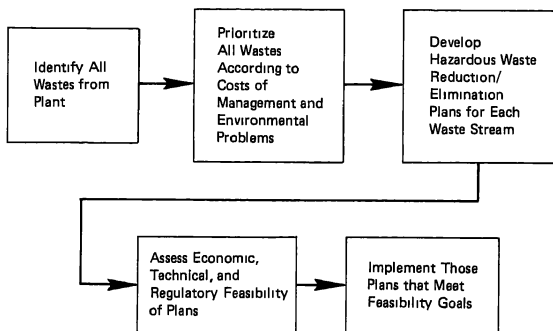 Identify All
Wastes from
Plant
Prioritize
All Wastes
According to
Costs of
Management and
Environmental
Problems
Develop
Hazardous Waste
Reduction/
Elimination
Plans for Each
Waste Stream
Assess Economic,
Technical, and
Regulatory Feasibility
of Plans
Implement Those
Plans that Meet
Feasibility Goals